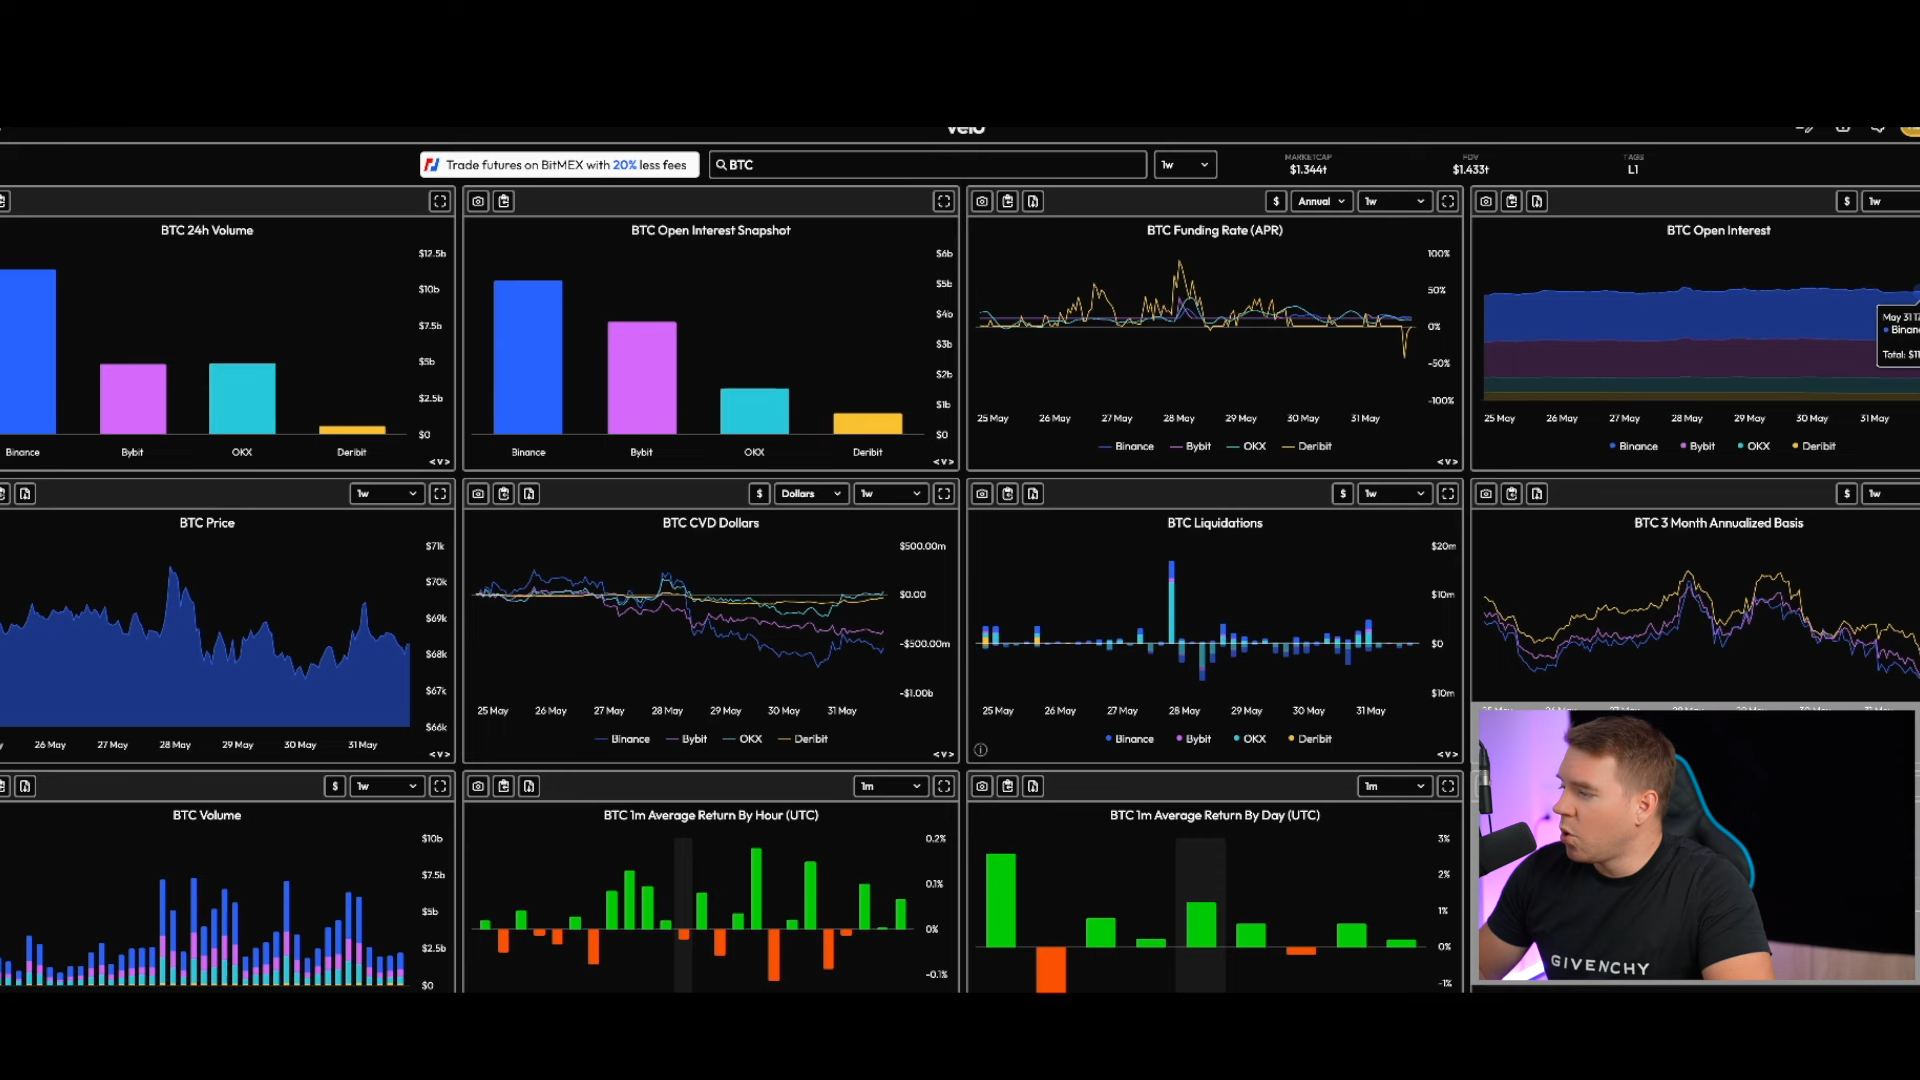 velo
Trade futures on BitMEX with 20% less fees
BTC
1w
MARKETCAP
$1.344t
FDV
$1.433t
TAGS
L1
BTC 24h Volume
$12.5b
$10b
$7.5b
$5b
$2.5b
$0
Binance Bybit OKX Deribit
<v>
BTC Open Interest Snapshot
$6b
$5b
$4b
$3b
$2b
$1b
$0
Binance Bybit OKX Deribit
<v>
$ Annual 1w
BTC Funding Rate (APR)
100%
50%
0%
-50%
-100%
25 May 26 May 27 May 28 May 29 May 30 May 31 May
Binance Bybit OKX Deribit
<v>
$ 1w
BTC Open Interest
May 31 17
Binan
Total: $11
25 May 26 May 27 May 28 May 29 May 30 May 31 May
Binance Bybit OKX Deribit
1w
BTC Price
$71k
$70k
$69k
$68k
$67k
$66k
26 May 27 May 28 May 29 May 30 May 31 May
<v>
$ Dollars 1w
BTC CVD Dollars
$500.00m
$0.00
-$500.00m
-$1.00b
25 May 26 May 27 May 28 May 29 May 30 May 31 May
Binance Bybit OKX Deribit
<v>
$ 1w
BTC Liquidations
$20m
$10m
$0
$10m
25 May 26 May 27 May 28 May 29 May 30 May 31 May
Binance Bybit OKX Deribit
<v>
$ 1w
BTC 3 Month Annualized Basis
$ 1w
BTC Volume
$10b
$7.5b
$5b
$2.5b
$0
1m
BTC 1m Average Return By Hour (UTC)
0.2%
0.1%
0%
-0.1%
1m
BTC 1m Average Return By Day (UTC)
3%
2%
1%
0%
-1%
GIVENCHY